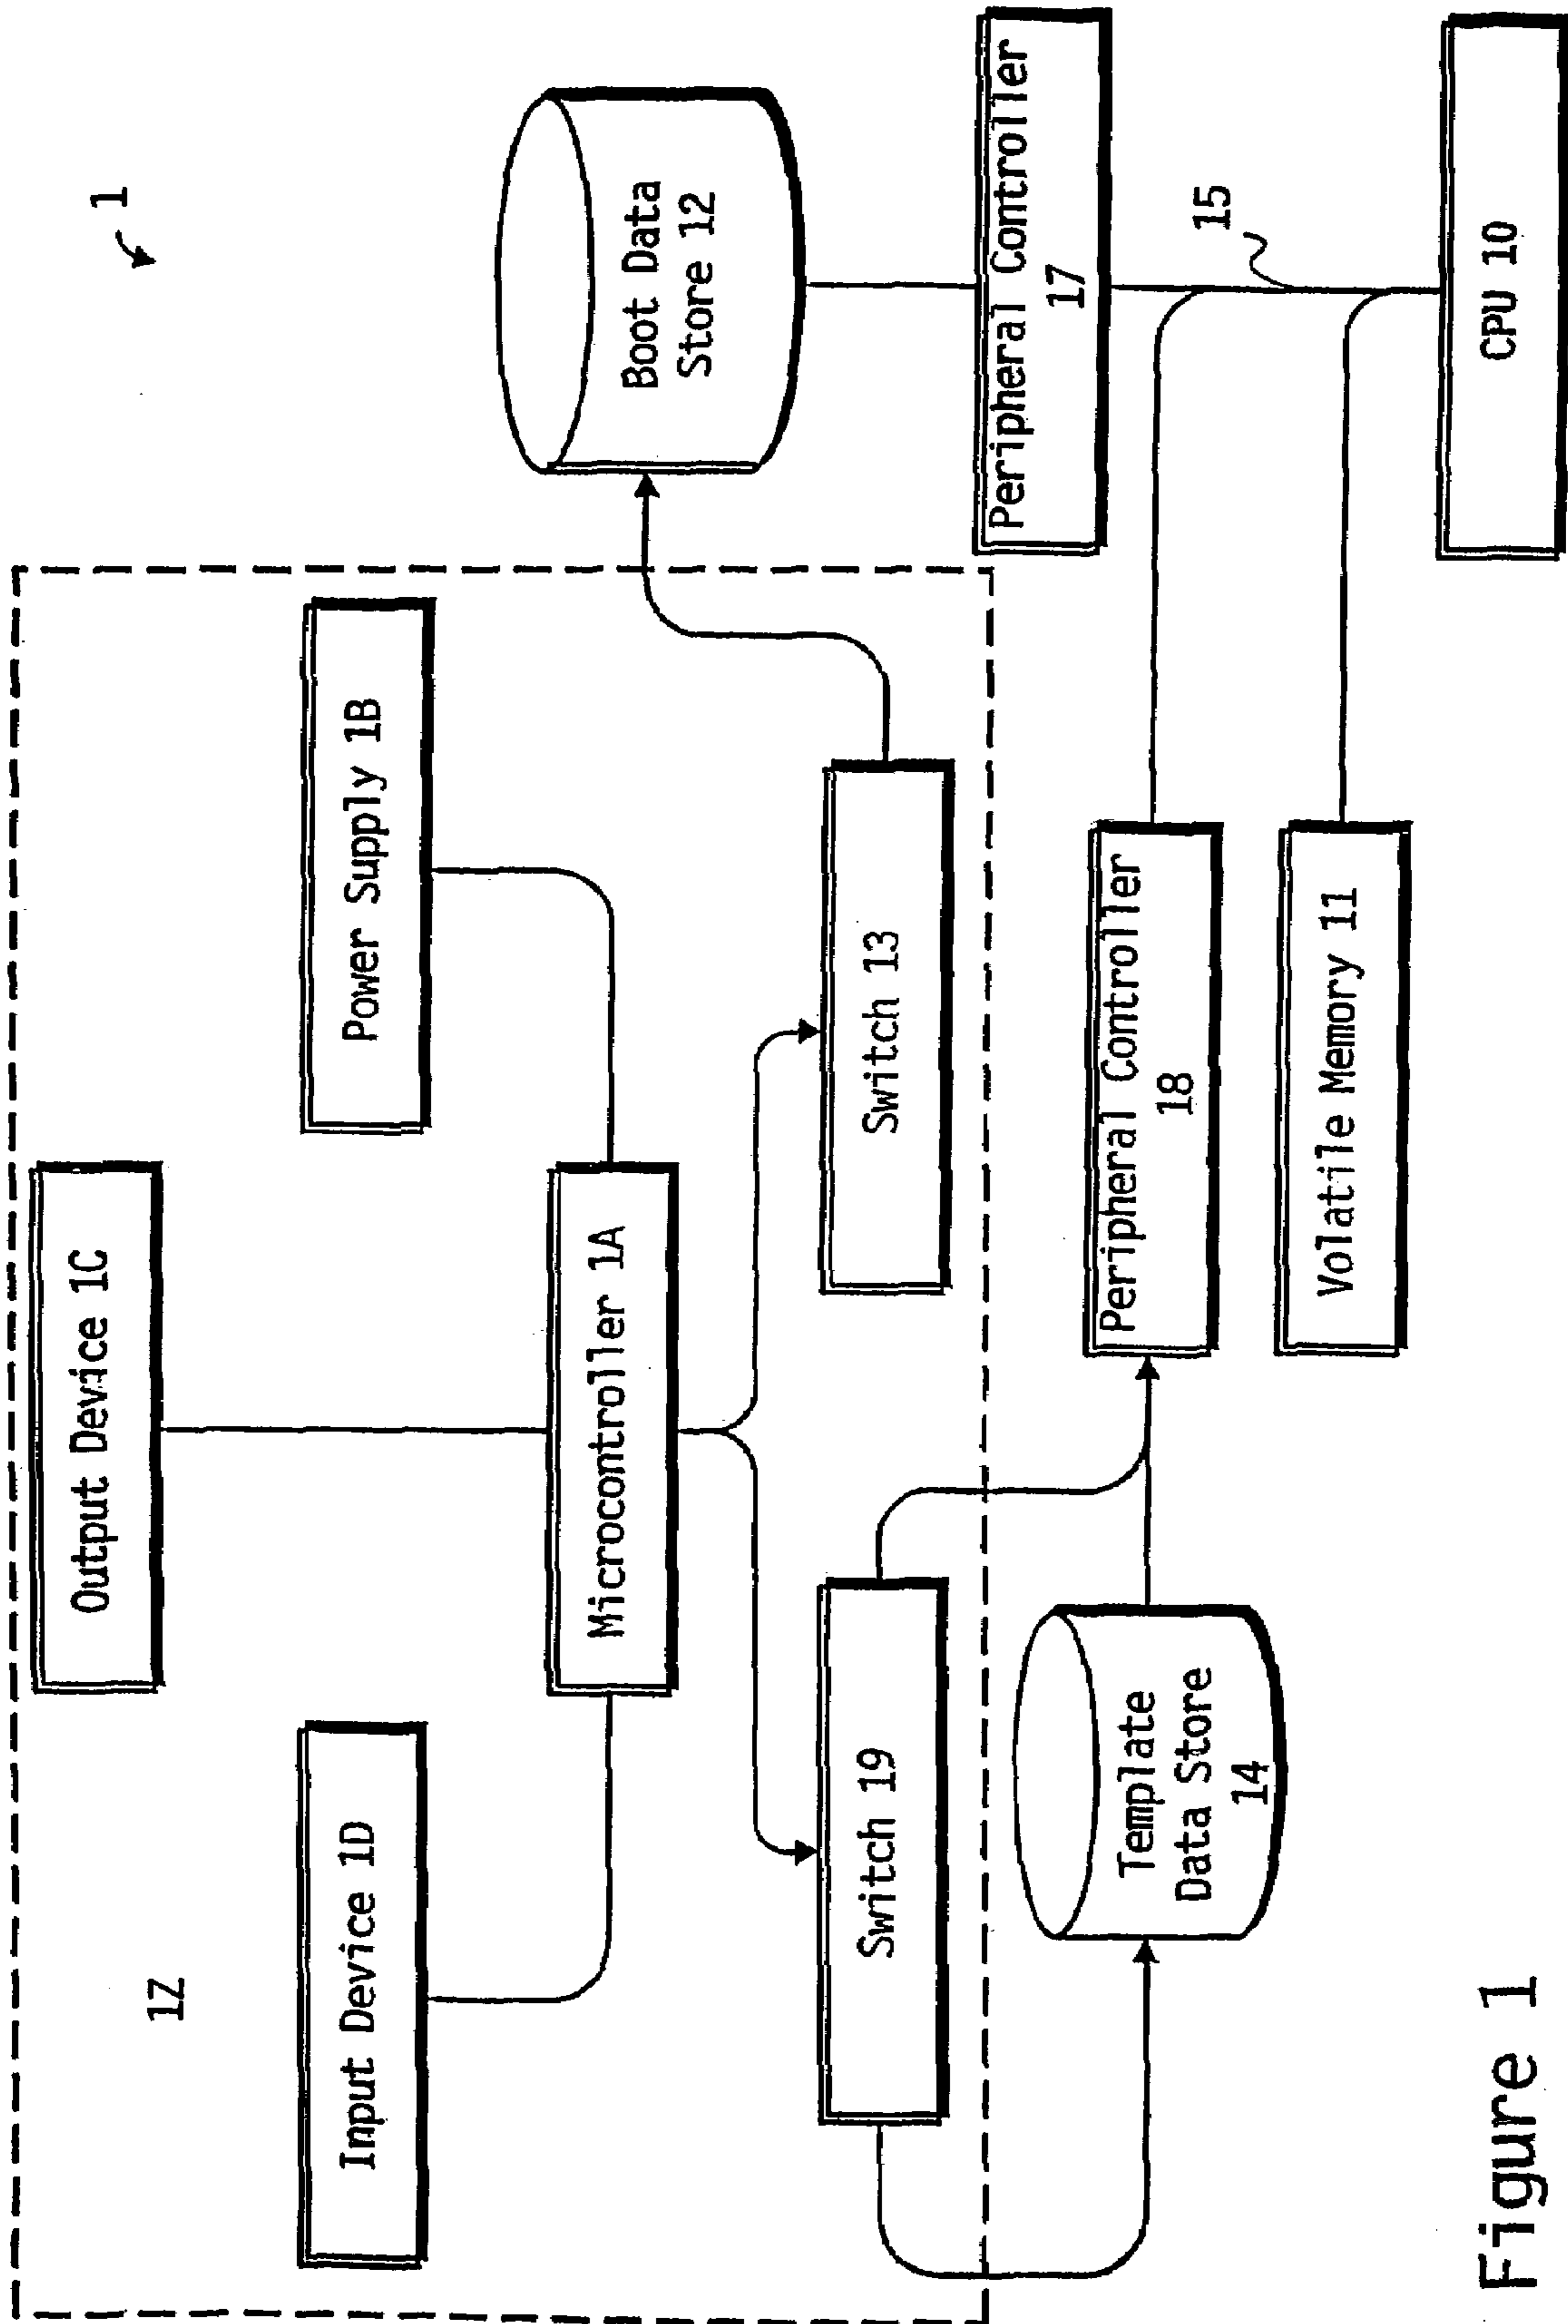 1
Output Device 1C
1Z
Input Device 1D
Power Supply 1B
Microcontroller 1A
Boot Data
Store 12
Switch 19
Switch 13
Peripheral Controller
17
Template
Data Store
14
Peripheral Controller
18
15
Volatile Memory 11
CPU 10
Figure 1